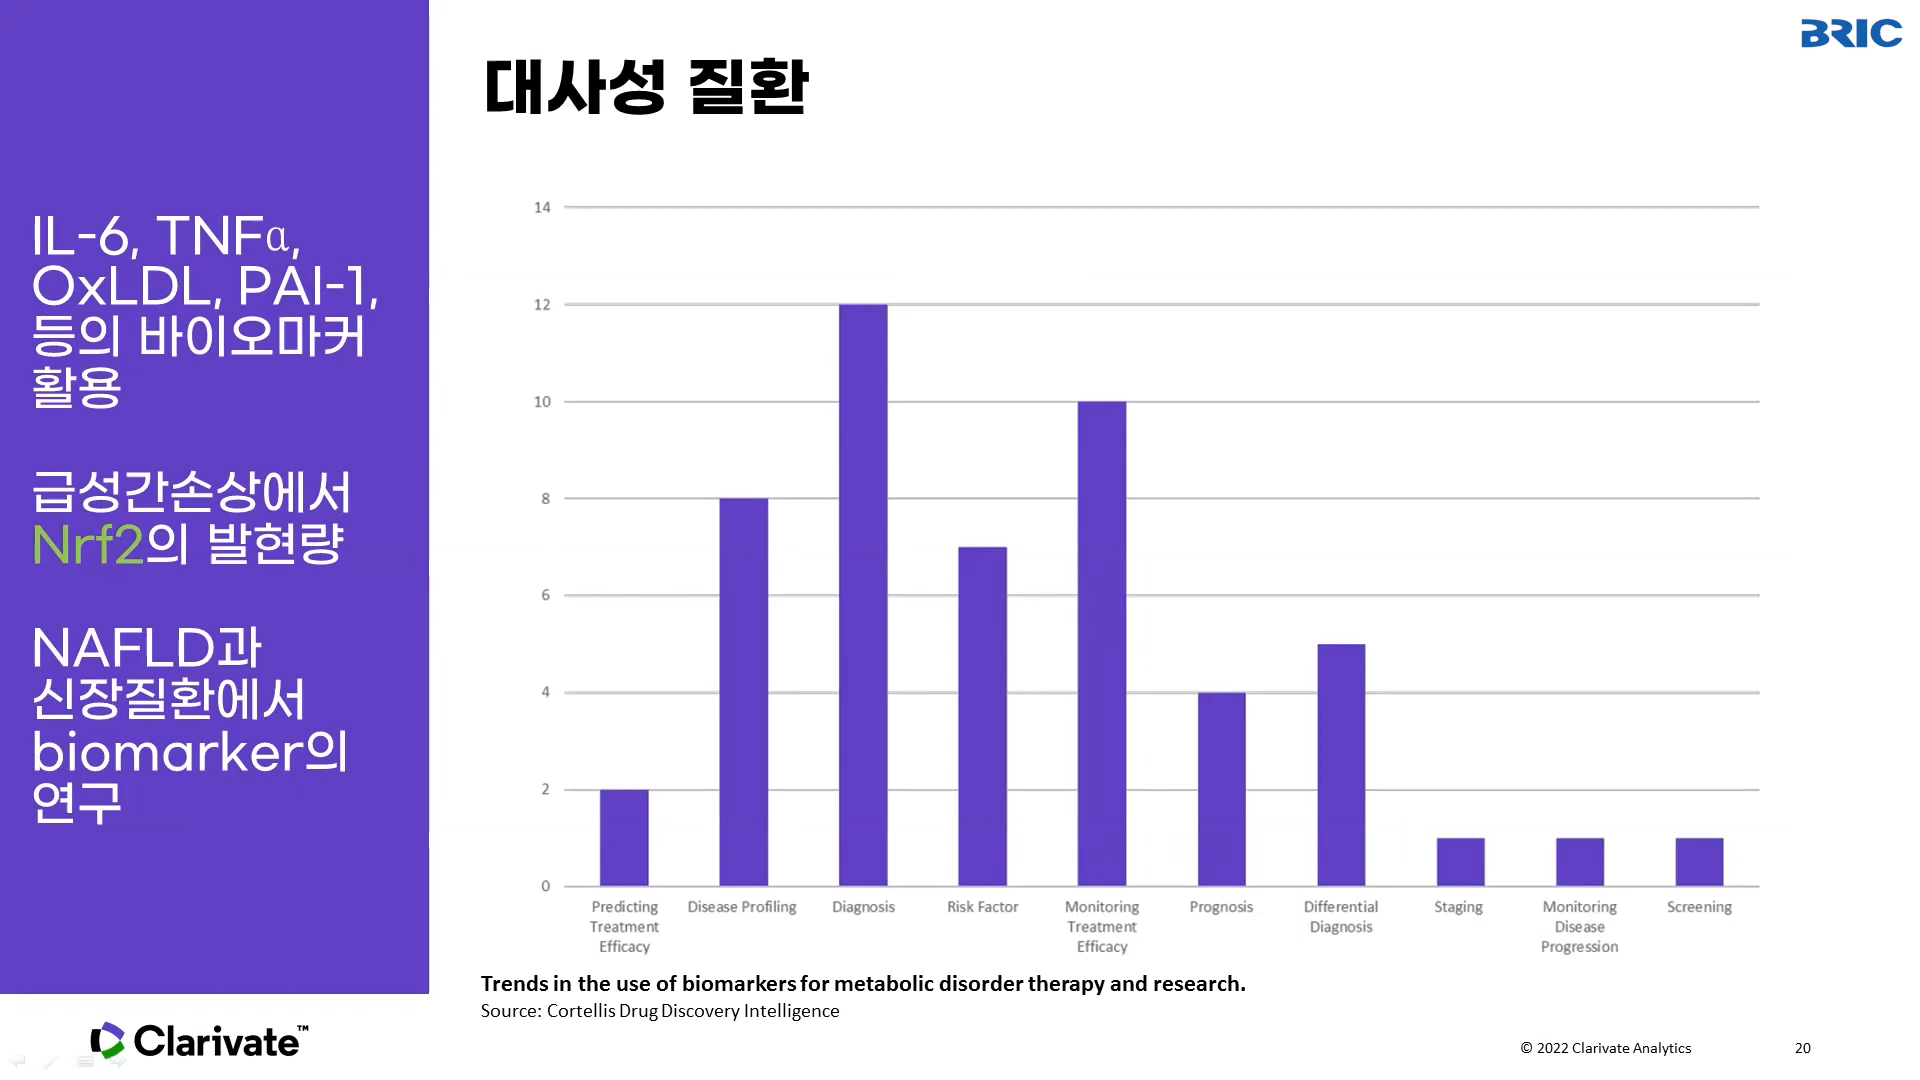 BRIC
대사성 질환
IL-6, TNFα,
OxLDL, PAI-1,
등의 바이오마커
활용
급성간손상에서
Nrf2의 발현량
NAFLD과
신장질환에서
biomarker의
연구
14
12
10
8
6
4
2
0
Predicting
Treatment
Efficacy
Disease Profiling
Diagnosis
Risk Factor
Monitoring
Treatment
Efficacy
Prognosis
Differential
Diagnosis
Staging
Monitoring
Disease
Progression
Screening
Trends in the use of biomarkers for metabolic disorder therapy and research.
Source: Cortellis Drug Discovery Intelligence
Clarivate™
© 2022 Clarivate Analytics
20